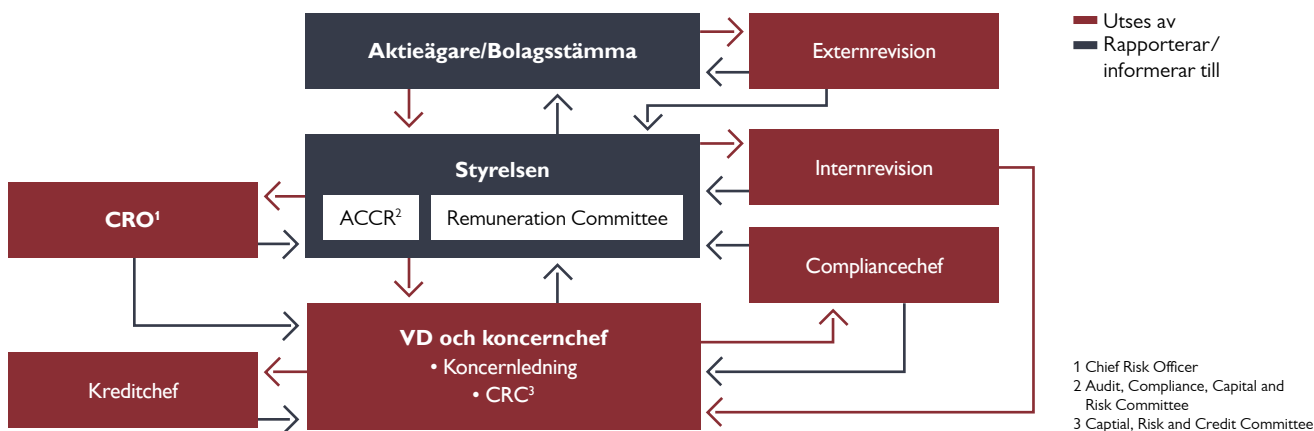 Aktieägare/Bolagsstämma
Externrevision
Utses av
Rapporterar/
informerar till
Styrelsen
ACCR²
Remuneration Committee
Internrevision
CRO¹
Compliancechef
VD och koncernchef
• Koncernledning
• CRC³
Kreditchef
1 Chief Risk Officer
2 Audit, Compliance, Capital and
Risk Committee
3 Captial, Risk and Credit Committee